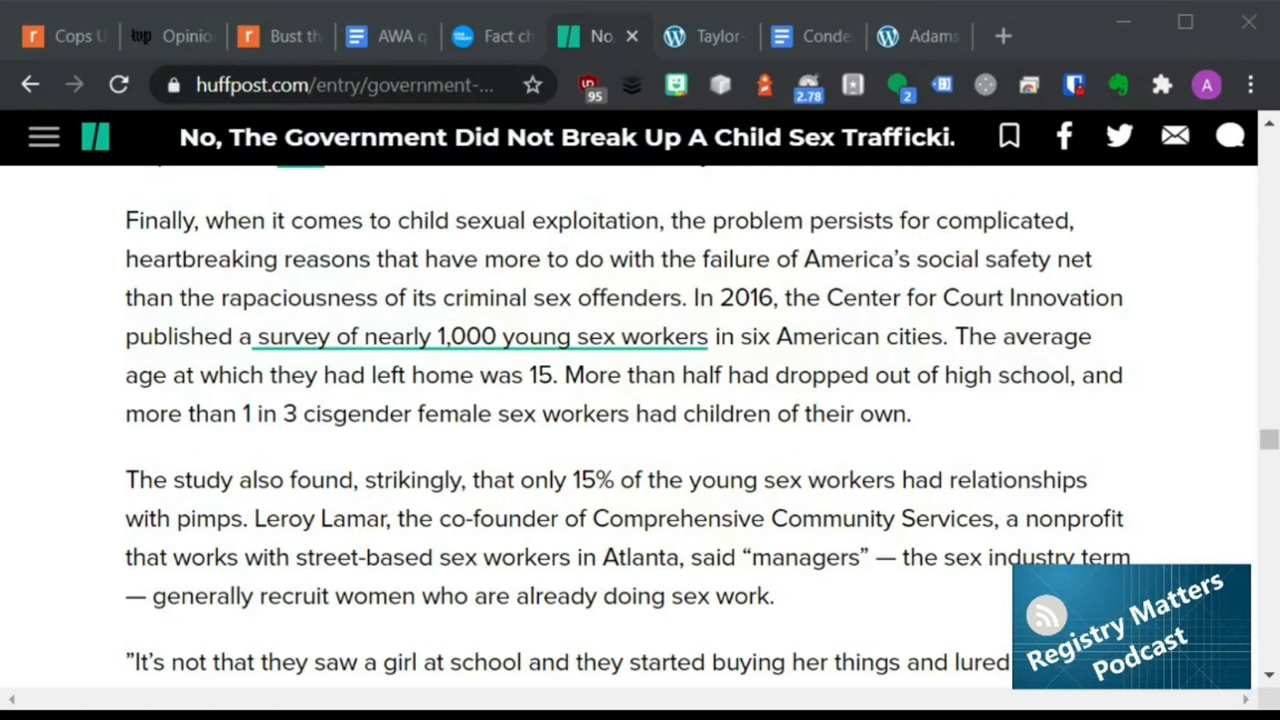 Cops U
wp Opinio
Bust th
AWA q
Fact ch
No,
Taylor-
Conde
Adams
huffpost.com/entry/government-...
95
2.78
2
A
No, The Government Did Not Break Up A Child Sex Trafficki.
Finally, when it comes to child sexual exploitation, the problem persists for complicated,
heartbreaking reasons that have more to do with the failure of America’s social safety net
than the rapaciousness of its criminal sex offenders. In 2016, the Center for Court Innovation
published a survey of nearly 1,000 young sex workers in six American cities. The average
age at which they had left home was 15. More than half had dropped out of high school, and
more than 1 in 3 cisgender female sex workers had children of their own.
The study also found, strikingly, that only 15% of the young sex workers had relationships
with pimps. Leroy Lamar, the co-founder of Comprehensive Community Services, a nonprofit
that works with street-based sex workers in Atlanta, said “managers” — the sex industry term
— generally recruit women who are already doing sex work.
”It’s not that they saw a girl at school and they started buying her things and lured
Registry Matters
Podcast